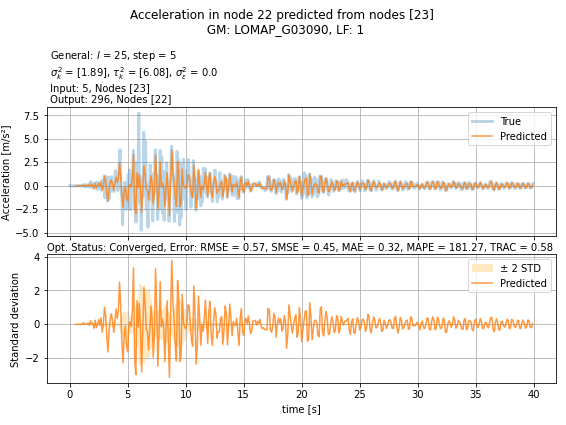 Acceleration in node 22 predicted from nodes [23]
GM: LOMAP_G03090, LF: 1
General: l = 25, step = 5
σ²ₖ = [1.89], τ²ₖ = [6.08], σ²ε = 0.0
Input: 5, Nodes [23]
Output: 296, Nodes [22]
Acceleration [m/s²]
7.5
5.0
2.5
0.0
−2.5
−5.0
True
Predicted
Opt. Status: Converged, Error: RMSE = 0.57, SMSE = 0.45, MAE = 0.32, MAPE = 181.27, TRAC = 0.58
Standard deviation
4
2
0
−2
± 2 STD
Predicted
0 5 10 15 20 25 30 35 40
time [s]